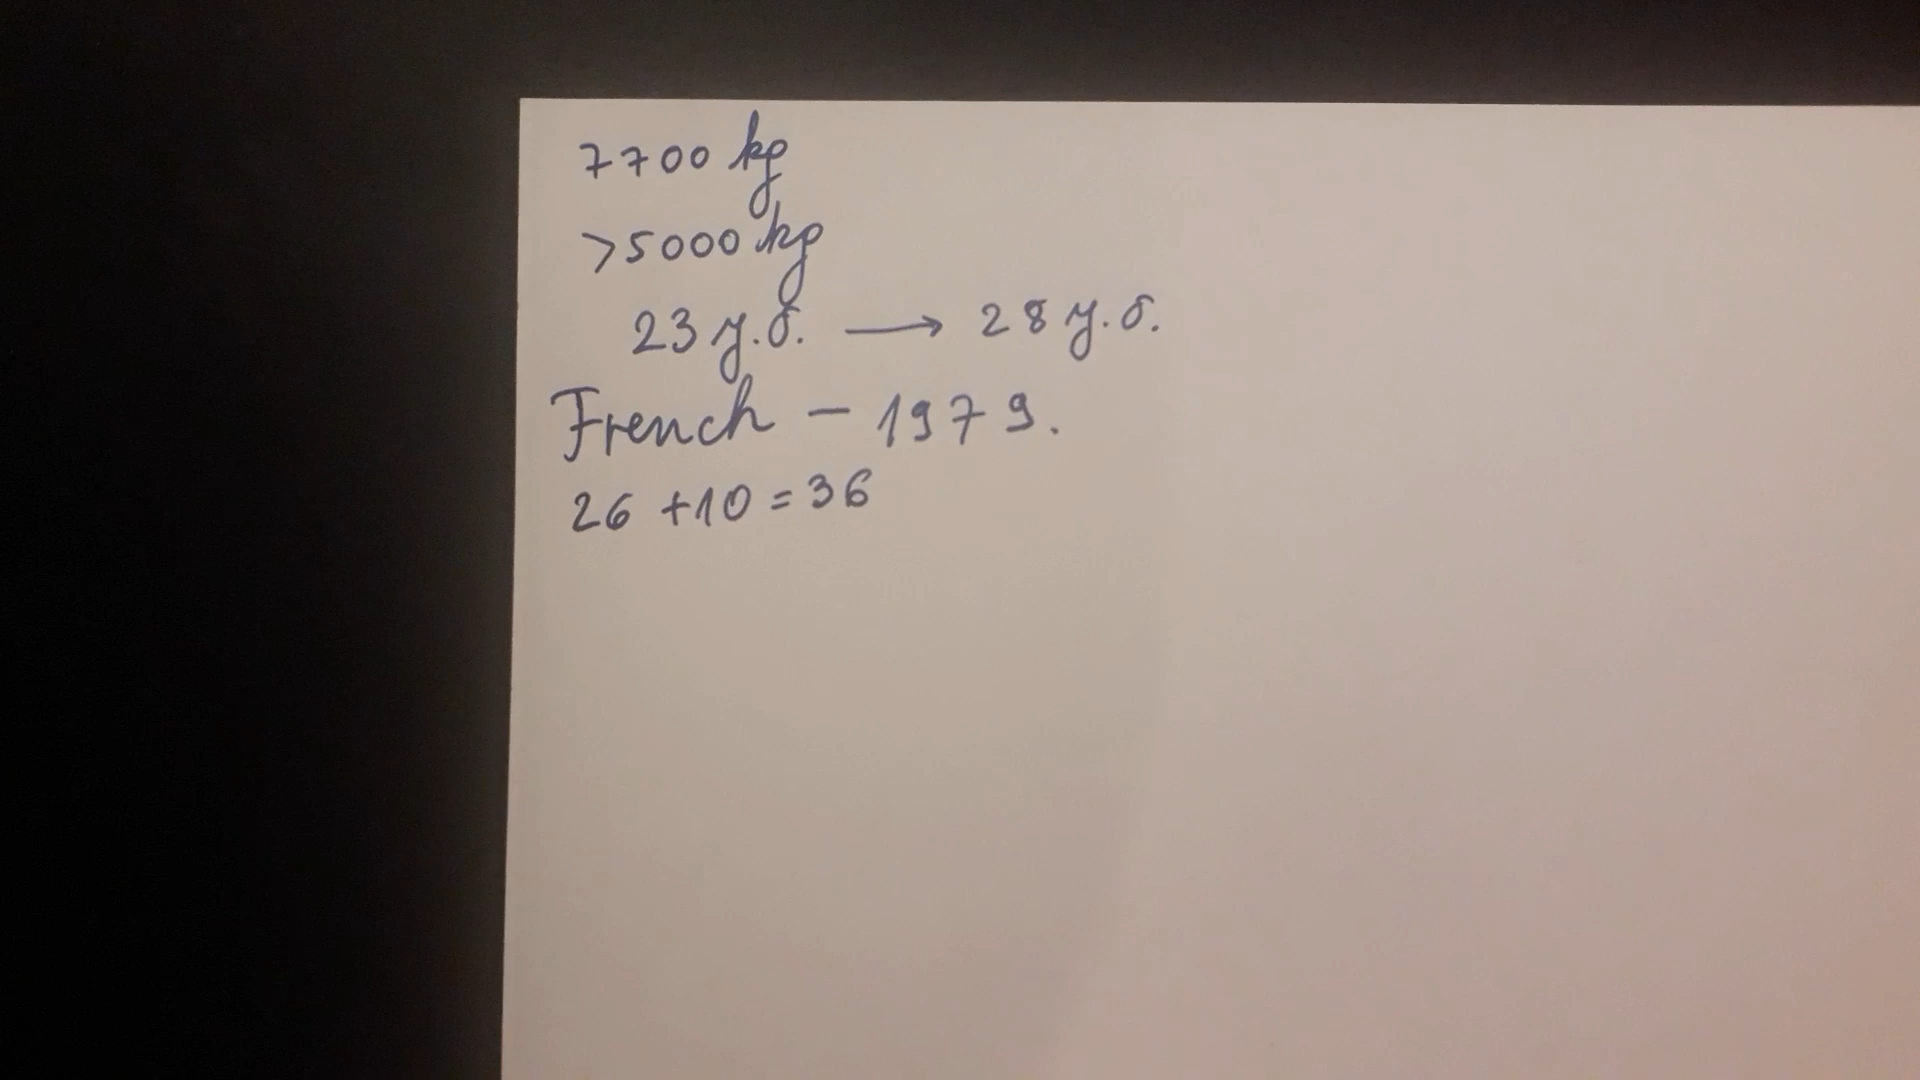 7700 kg
>5000 kg
23 y.o. → 28 y.o.
French - 1979.
26 + 10 = 36